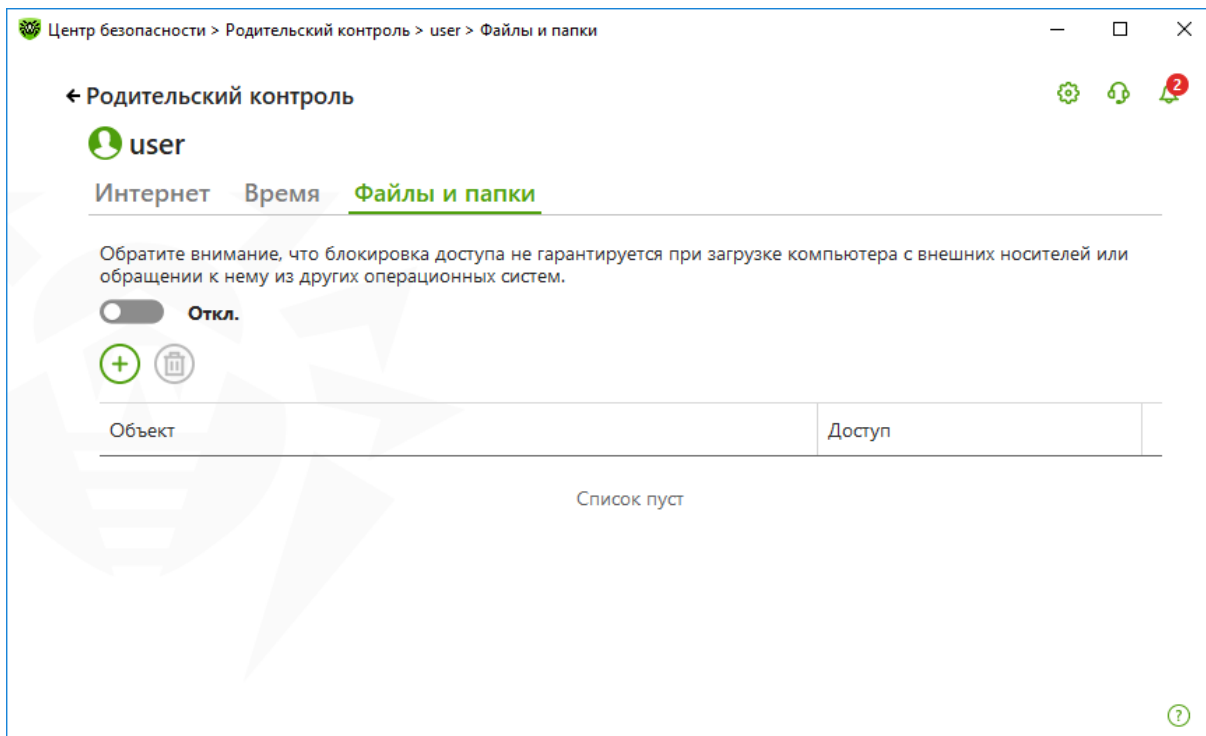 Центр безопасности > Родительский контроль > user > Файлы и папки
Родительский контроль
2
user
Интернет Время Файлы и папки
Обратите внимание, что блокировка доступа не гарантируется при загрузке компьютера с внешних носителей или
обращении к нему из других операционных систем.
Откл.
Объект Доступ
Список пуст
?